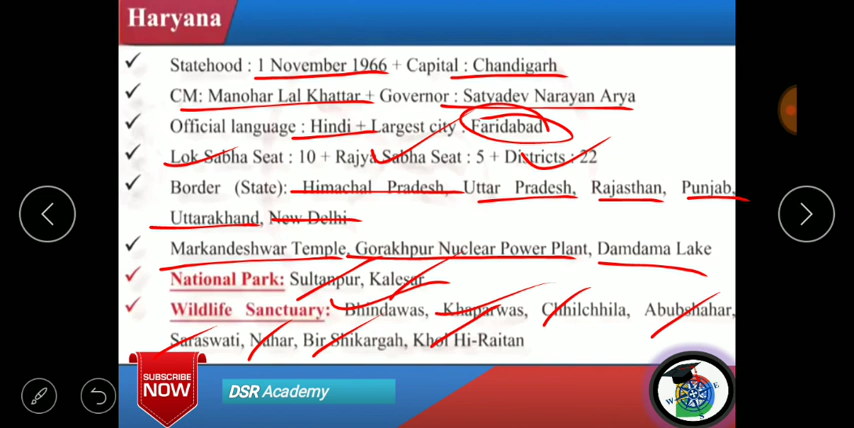 Haryana
Statehood : 1 November 1966 + Capital : Chandigarh
CM: Manohar Lal Khattar + Governor : Satyadev Narayan Arya
Official language : Hindi + Largest city : Faridabad
Lok Sabha Seat : 10 + Rajya Sabha Seat : 5 + Districts : 22
Border (State): Himachal Pradesh, Uttar Pradesh, Rajasthan, Punjab,
Uttarakhand, New Delhi
Markandeshwar Temple, Gorakhpur Nuclear Power Plant, Damdama Lake
National Park: Sultanpur, Kalesar
Wildlife Sanctuary: Bhindawas, Khaparwas, Chhilchhila, Abubshahar,
Saraswati, Nahar, Bir Shikargah, Khol Hi-Raitan
SUBSCRIBE
NOW
DSR Academy
W
E
S